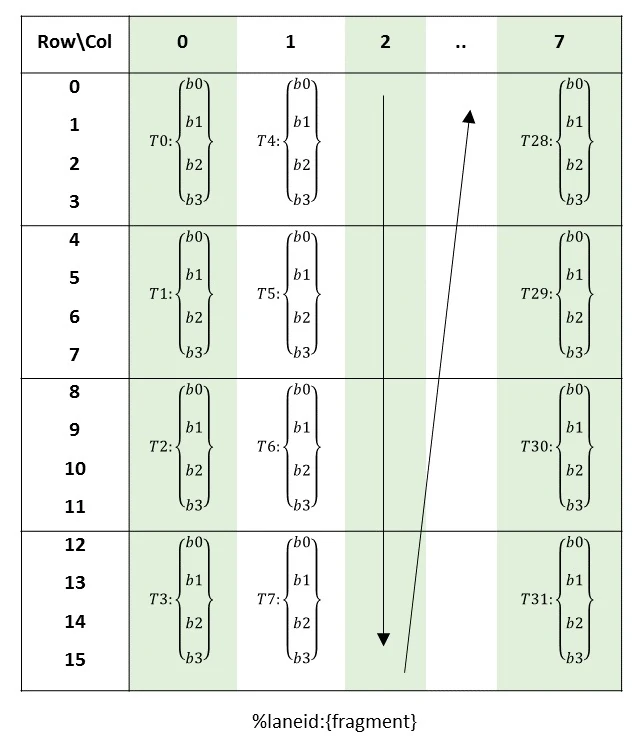 Row\Col 0 1 2 .. 7
0 b0 b0 b0
1 b1 b1 b1
T0: T4: T28:
2 b2 b2 b2
3 b3 b3 b3
4 b0 b0 b0
5 b1 b1 b1
T1: T5: T29:
6 b2 b2 b2
7 b3 b3 b3
8 b0 b0 b0
9 b1 b1 b1
T2: T6: T30:
10 b2 b2 b2
11 b3 b3 b3
12 b0 b0 b0
13 b1 b1 b1
T3: T7: T31:
14 b2 b2 b2
15 b3 b3 b3
%laneid:{fragment}